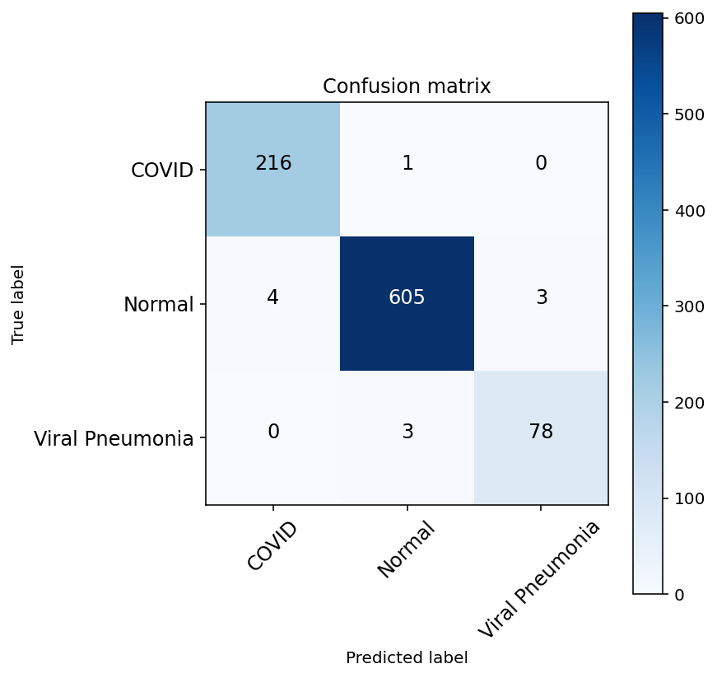 Confusion matrix
COVID 216 1 0
Normal 4 605 3
Viral Pneumonia 0 3 78
COVID Normal Viral Pneumonia
True label
Predicted label
600
500
400
300
200
100
0